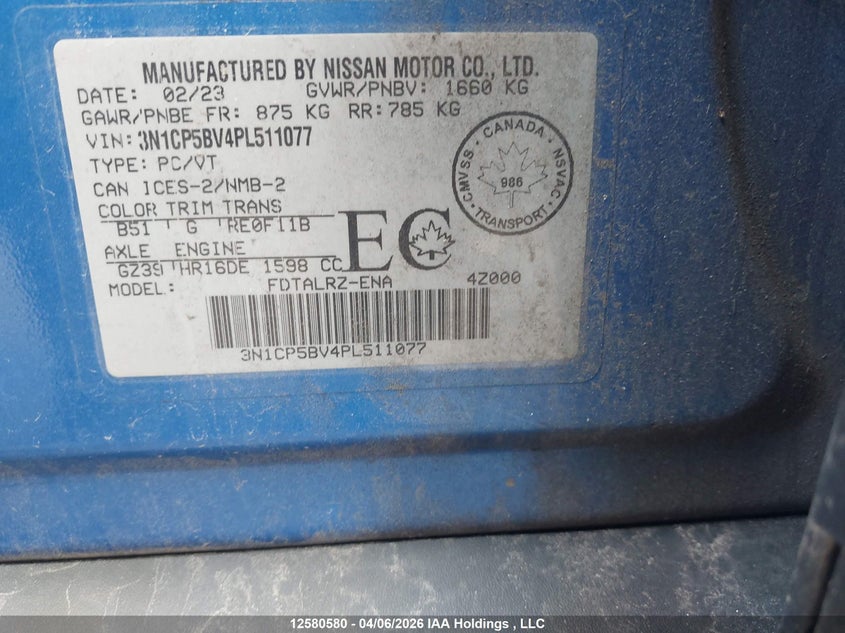 MANUFACTURED BY NISSAN MOTOR CO., LTD.
DATE: 02/23 GVWR/PNBV: 1660 KG
GAWR/PNBE FR: 875 KG RR: 785 KG
VIN: 3N1CP5BV4PL511077
TYPE: PC/VT
CAN ICES-2/NMB-2
COLOR TRIM TRANS
B51 G RE0F11B
AXLE ENGINE
GZ39 HR16DE 1598 CC
MODEL: FDTALRZ-ENA 4Z000
EC
CMVSS · CANADA · NSVAC · TRANSPORT ·
986
3N1CP5BV4PL511077
12580580 - 04/06/2026 IAA Holdings , LLC